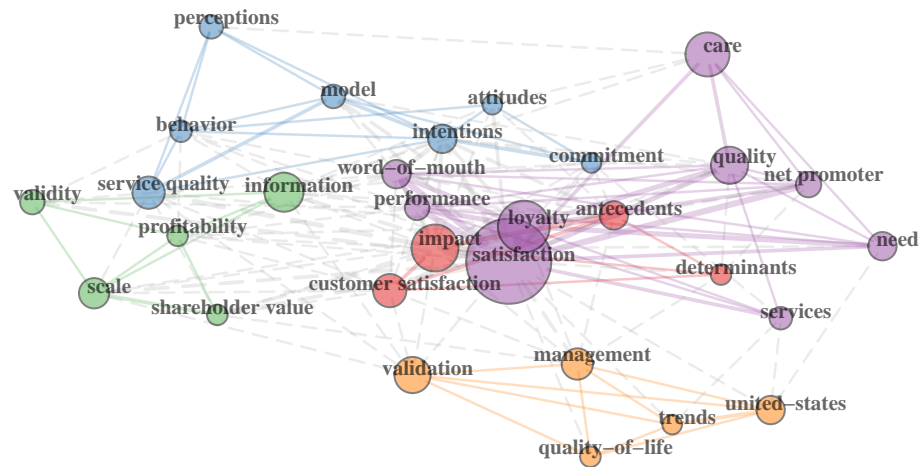 perceptions
care
model
attitudes
behavior
intentions
word-of-mouth
commitment
quality
net promoter
validity
service quality
information
performance
antecedents
profitability
loyalty
impact
satisfaction
need
scale
customer satisfaction
determinants
shareholder value
services
validation
management
united-states
trends
quality-of-life